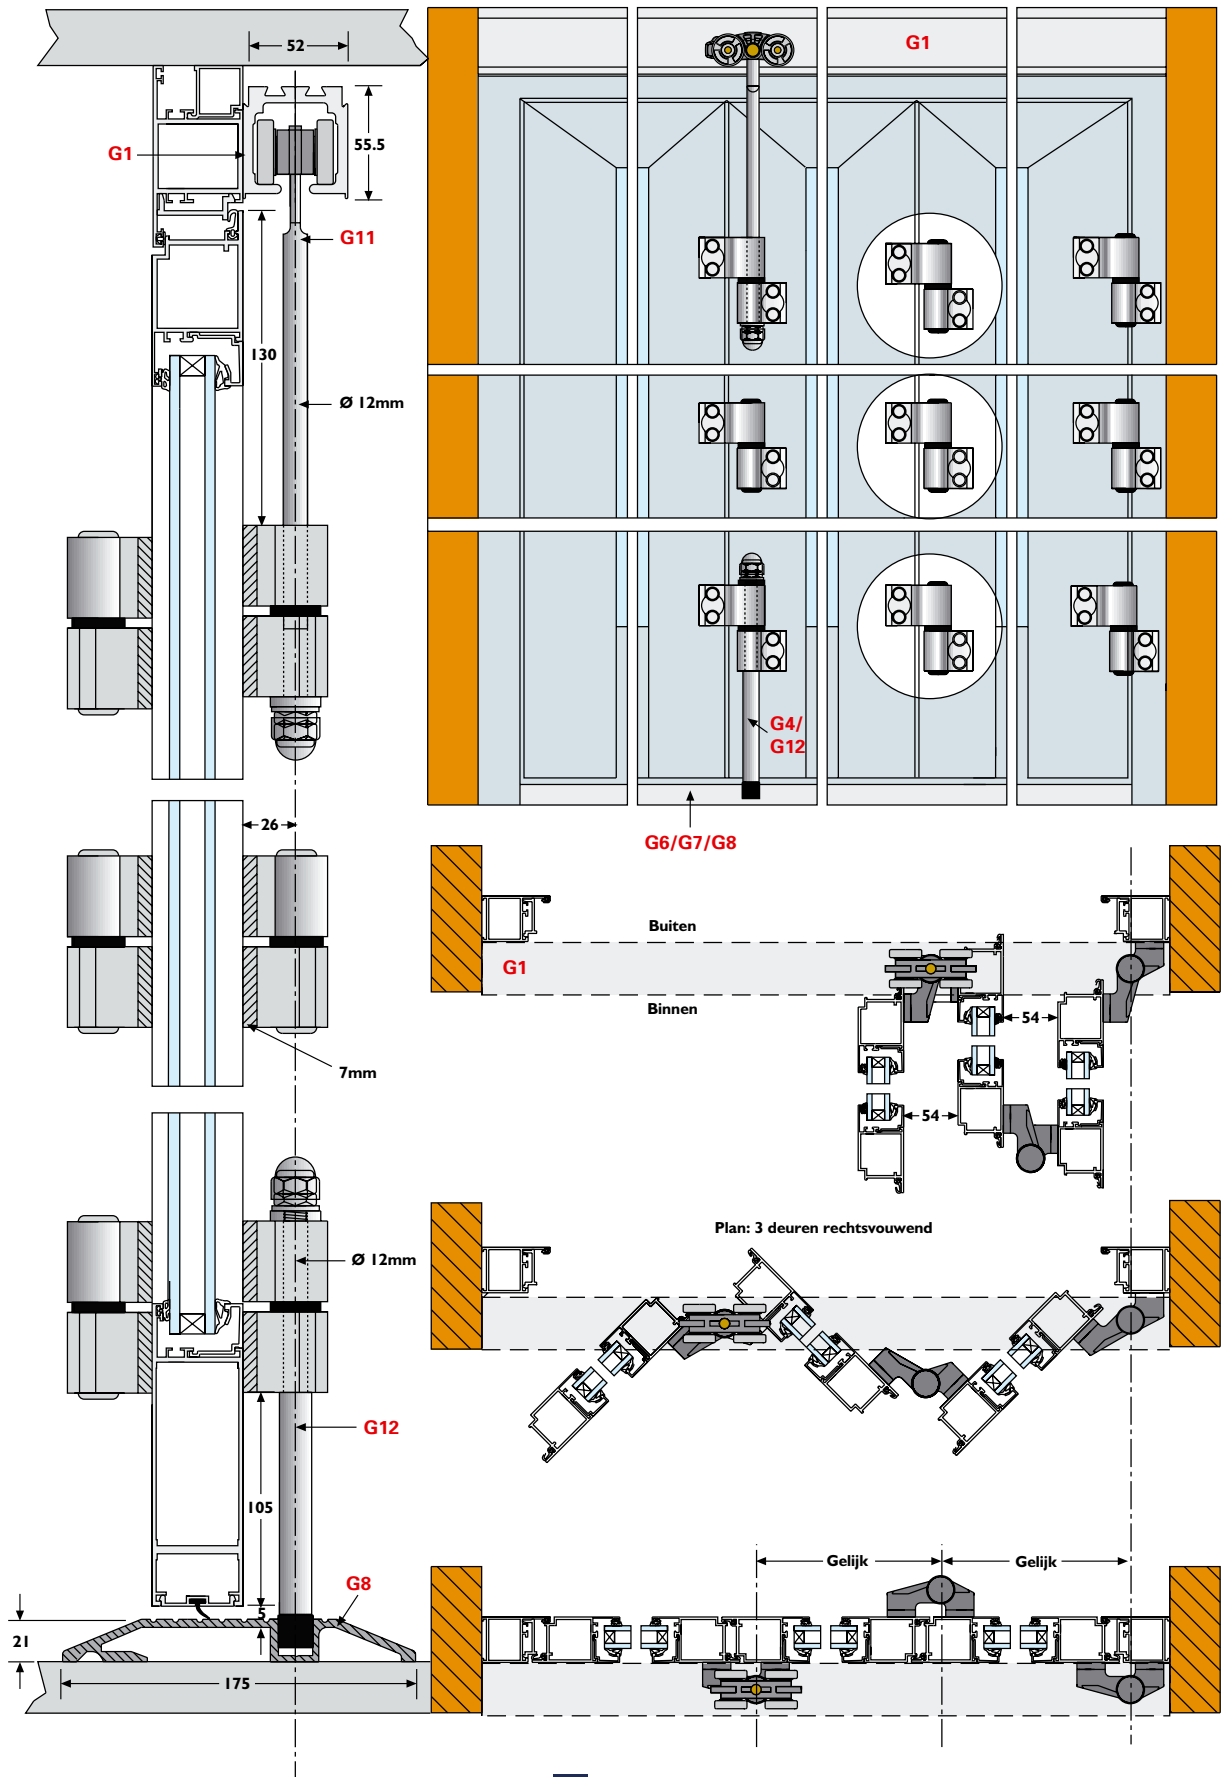 52
G1
55.5
G1
G11
130
Ø 12mm
G4/
G12
26
G6/G7/G8
Buiten
G1
Binnen
54
7mm
54
Plan: 3 deuren rechtsvouwend
Ø 12mm
G12
105
Gelijk
Gelijk
G8
5
21
175